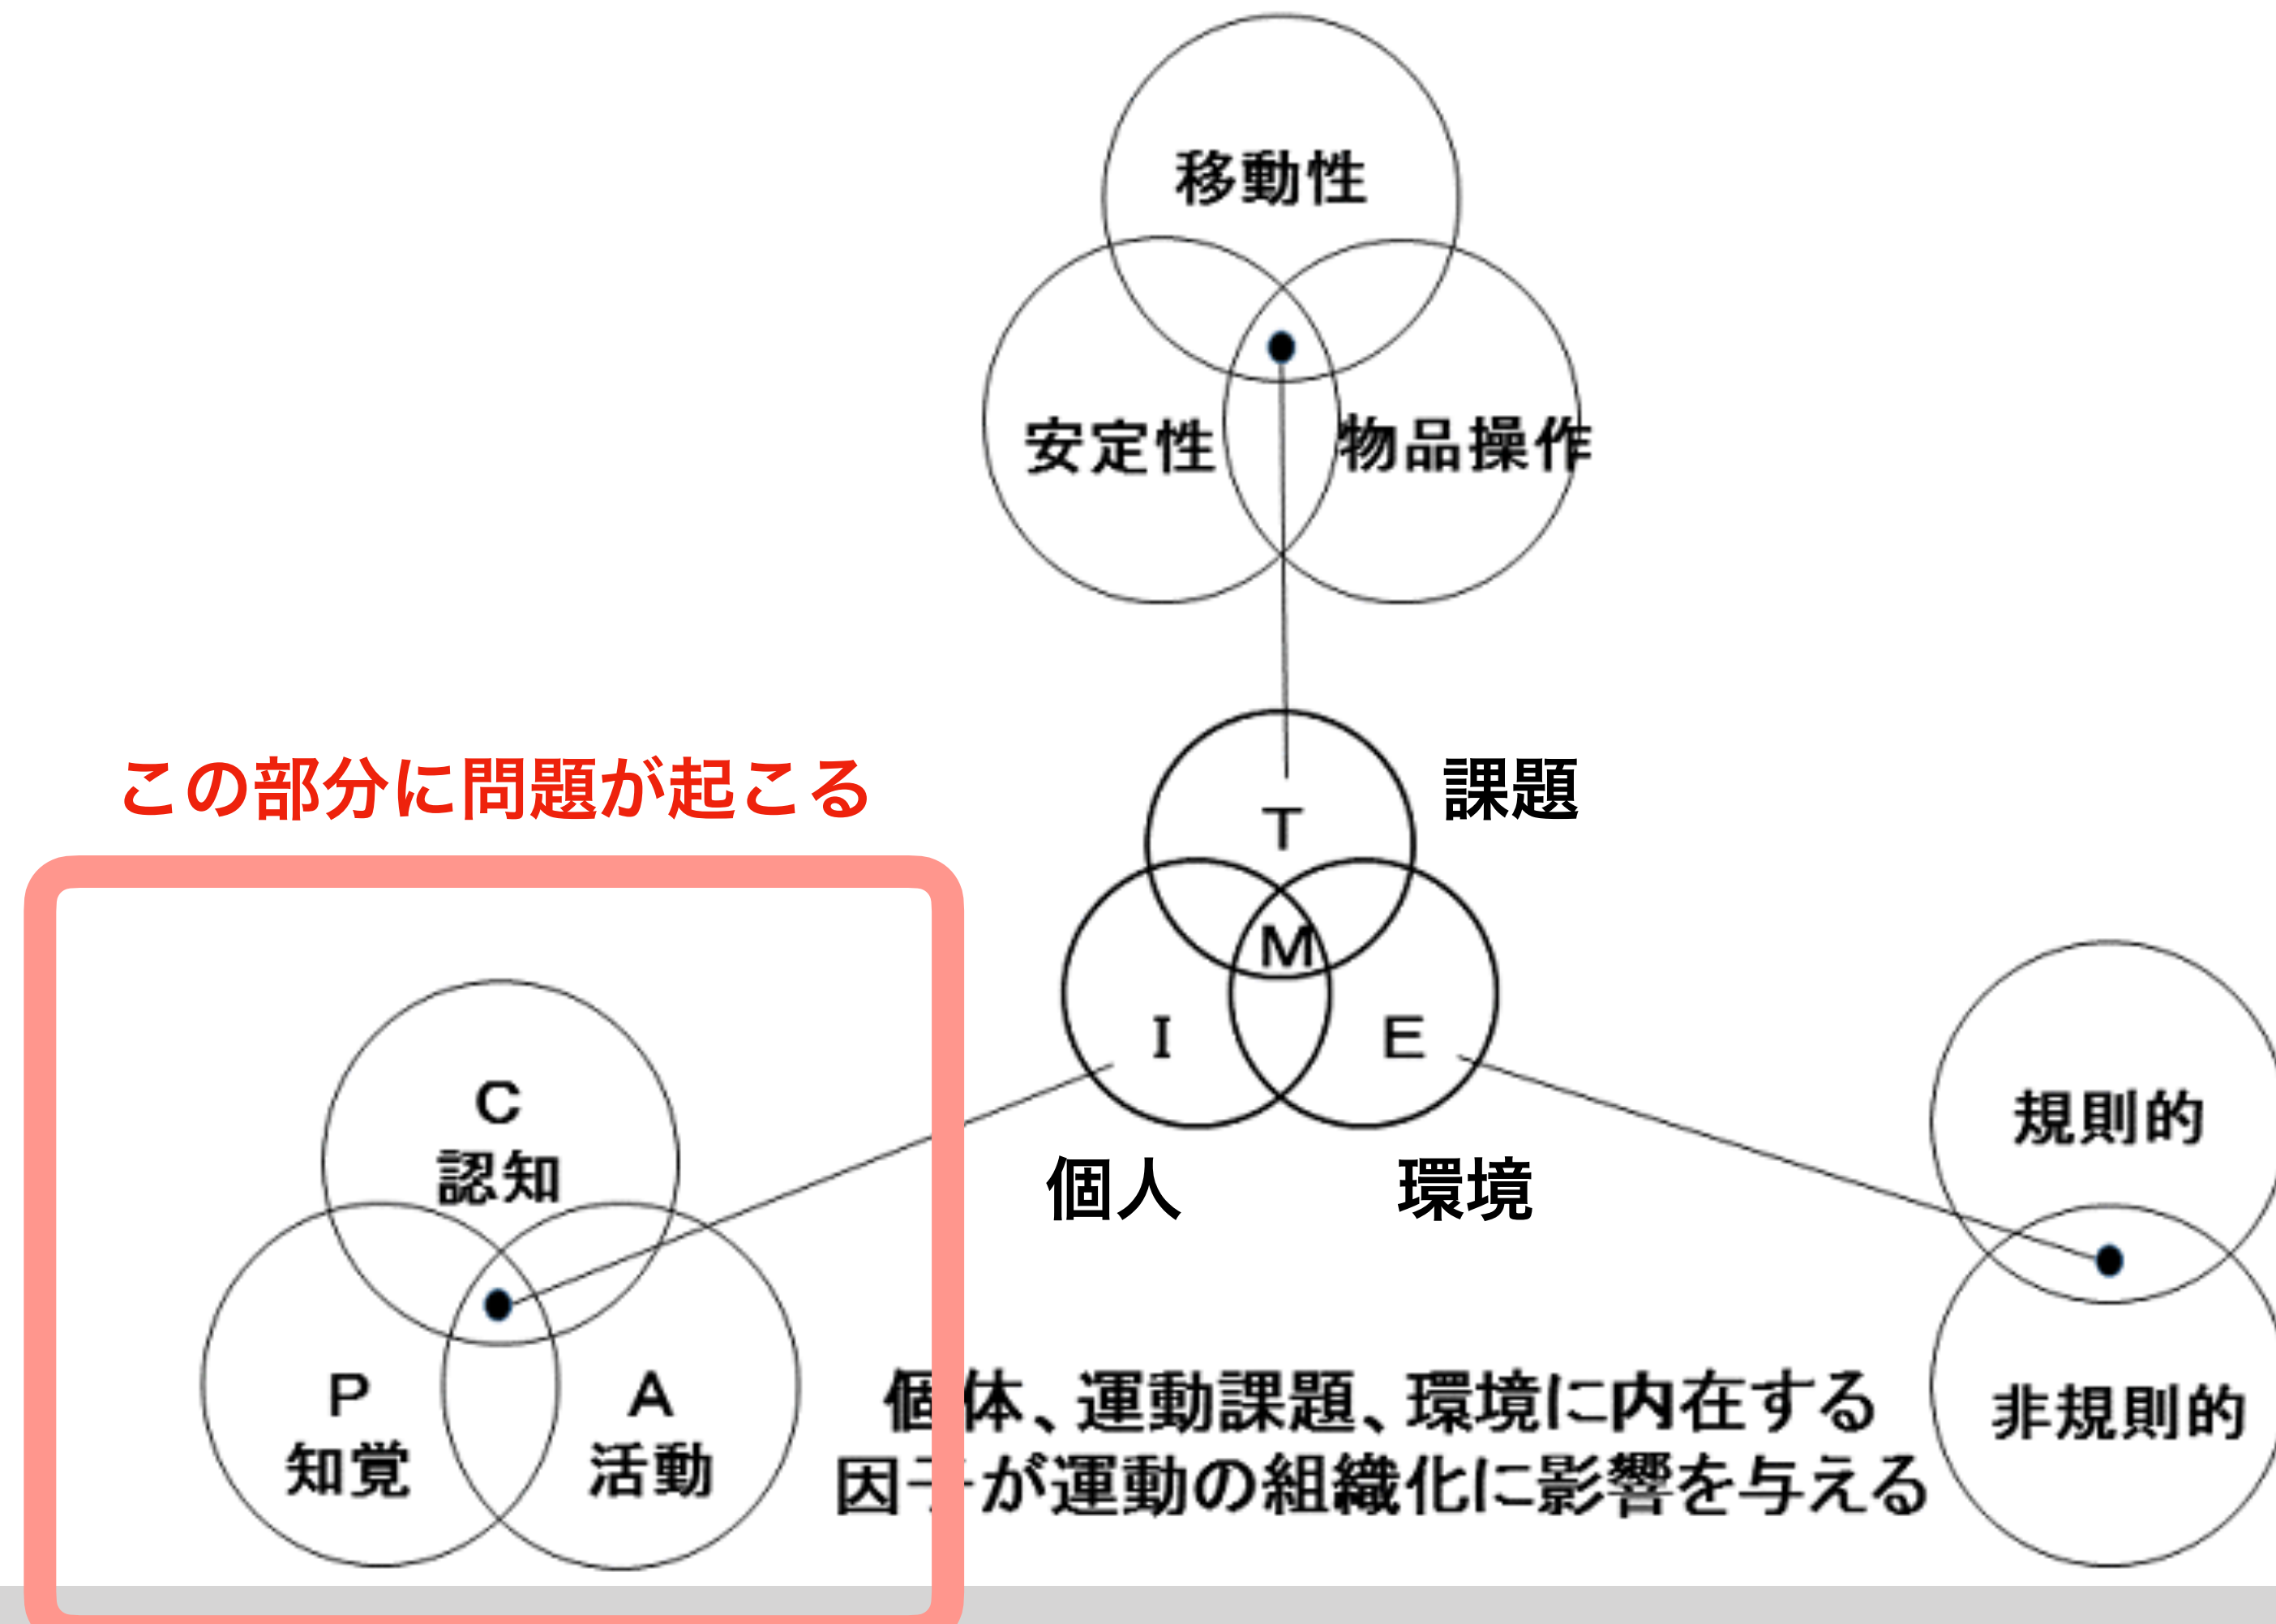 移動性
安定性
物品操作
この部分に問題が起こる
課題
T
M
I
E
個人
環境
C
認知
P
知覚
A
活動
規則的
非規則的
個体、運動課題、環境に内在する
因子が運動の組織化に影響を与える